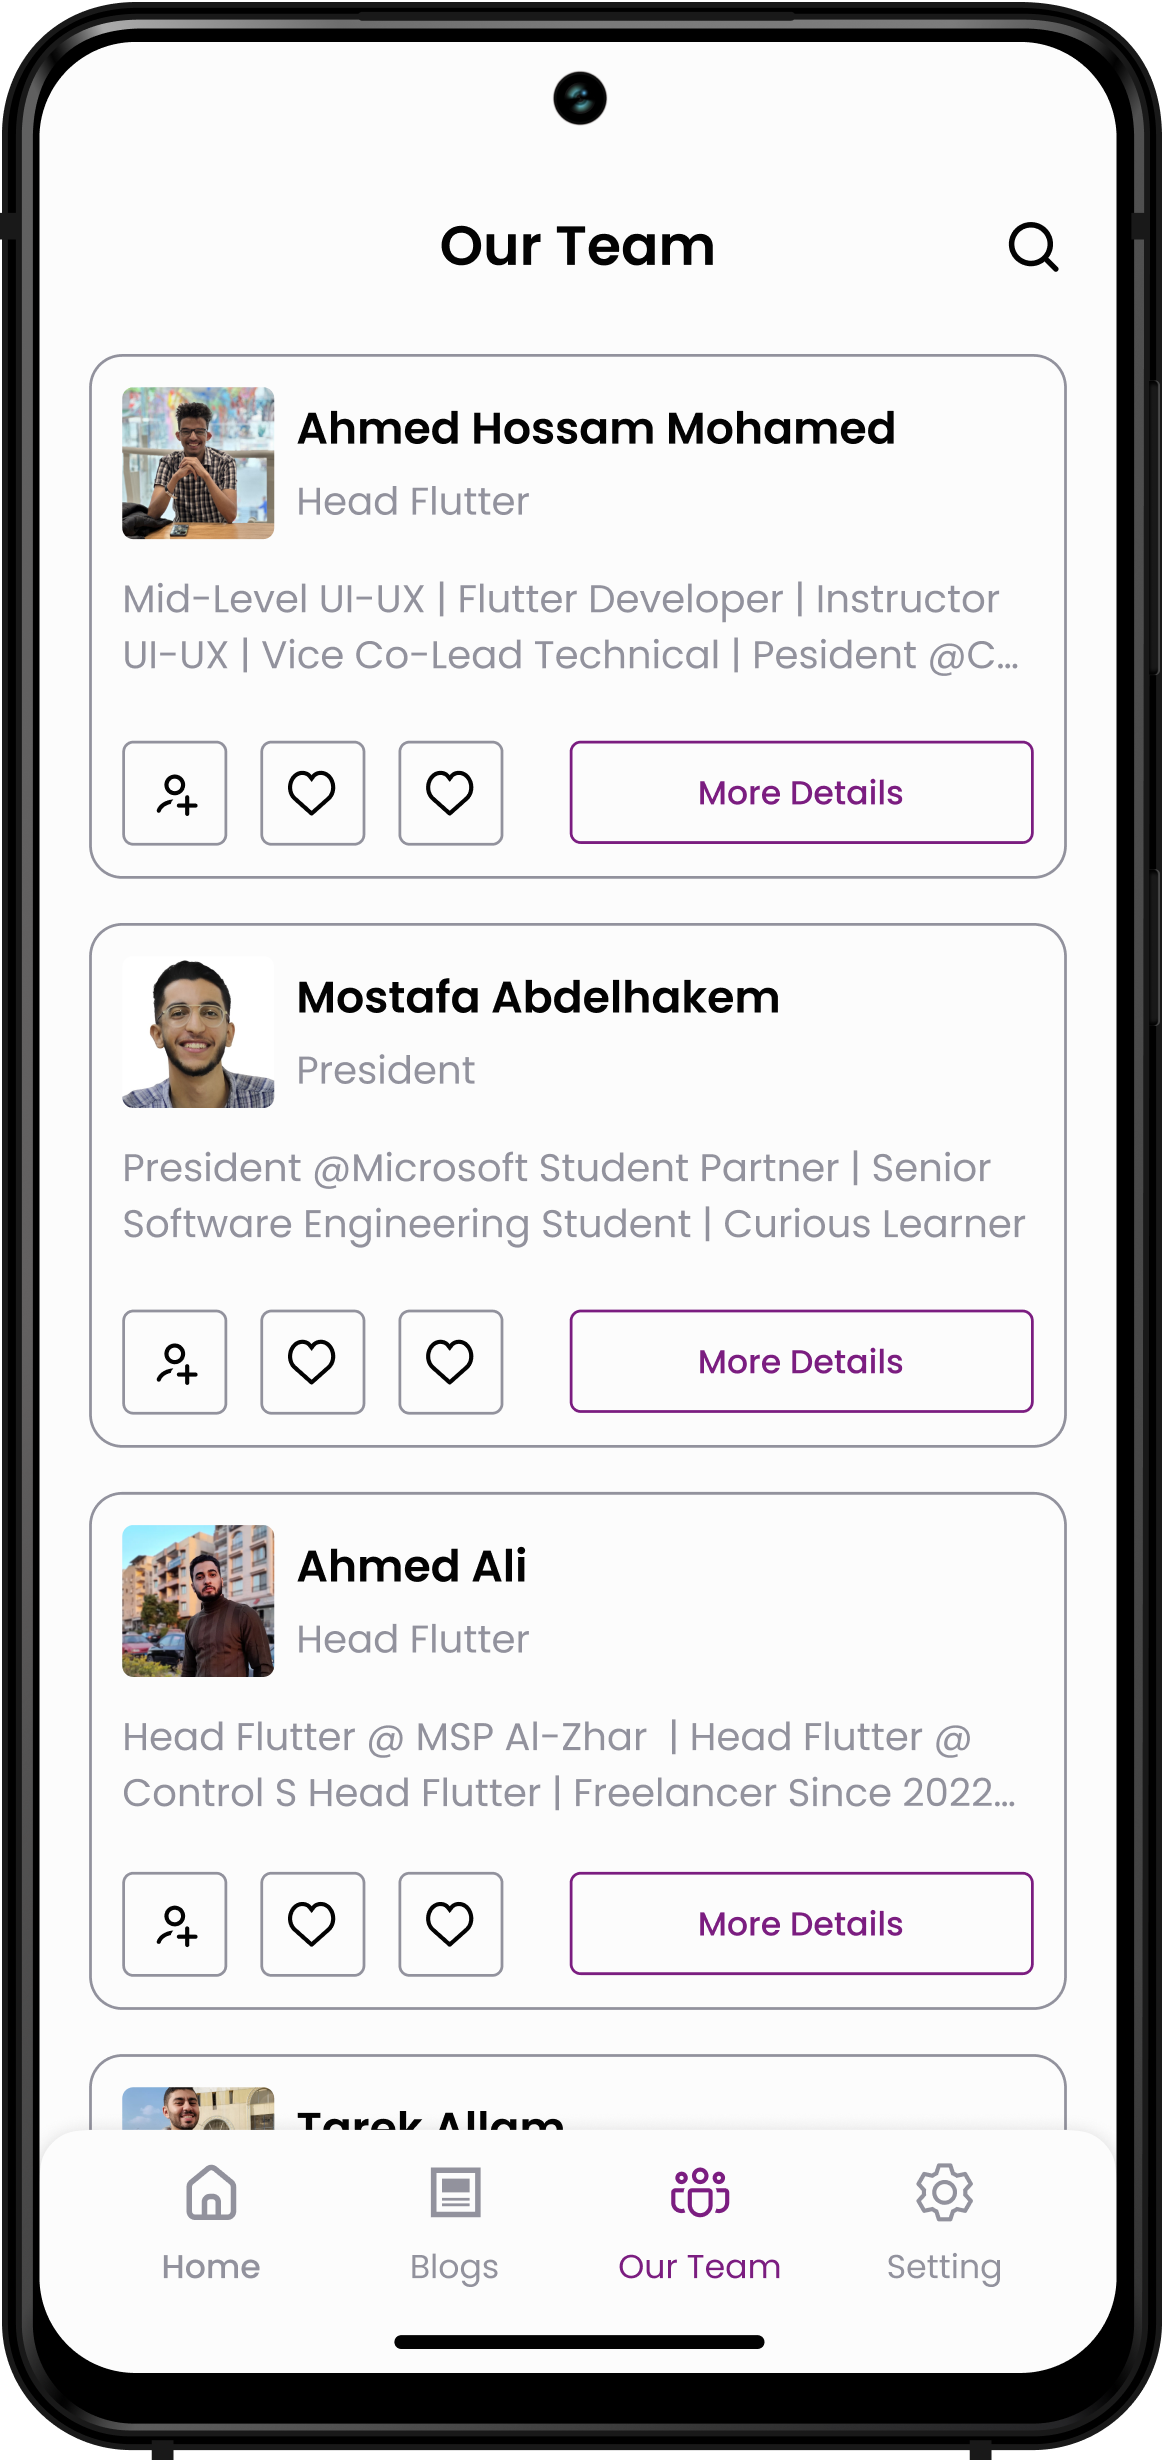 Our Team
Ahmed Hossam Mohamed
Head Flutter
Mid-Level UI-UX | Flutter Developer | Instructor
UI-UX | Vice Co-Lead Technical | Pesident @C...
More Details
Mostafa Abdelhakem
President
President @Microsoft Student Partner | Senior
Software Engineering Student | Curious Learner
More Details
Ahmed Ali
Head Flutter
Head Flutter @ MSP Al-Zhar | Head Flutter @
Control S Head Flutter | Freelancer Since 2022...
More Details
Tarek Allam
Home
Blogs
Our Team
Setting